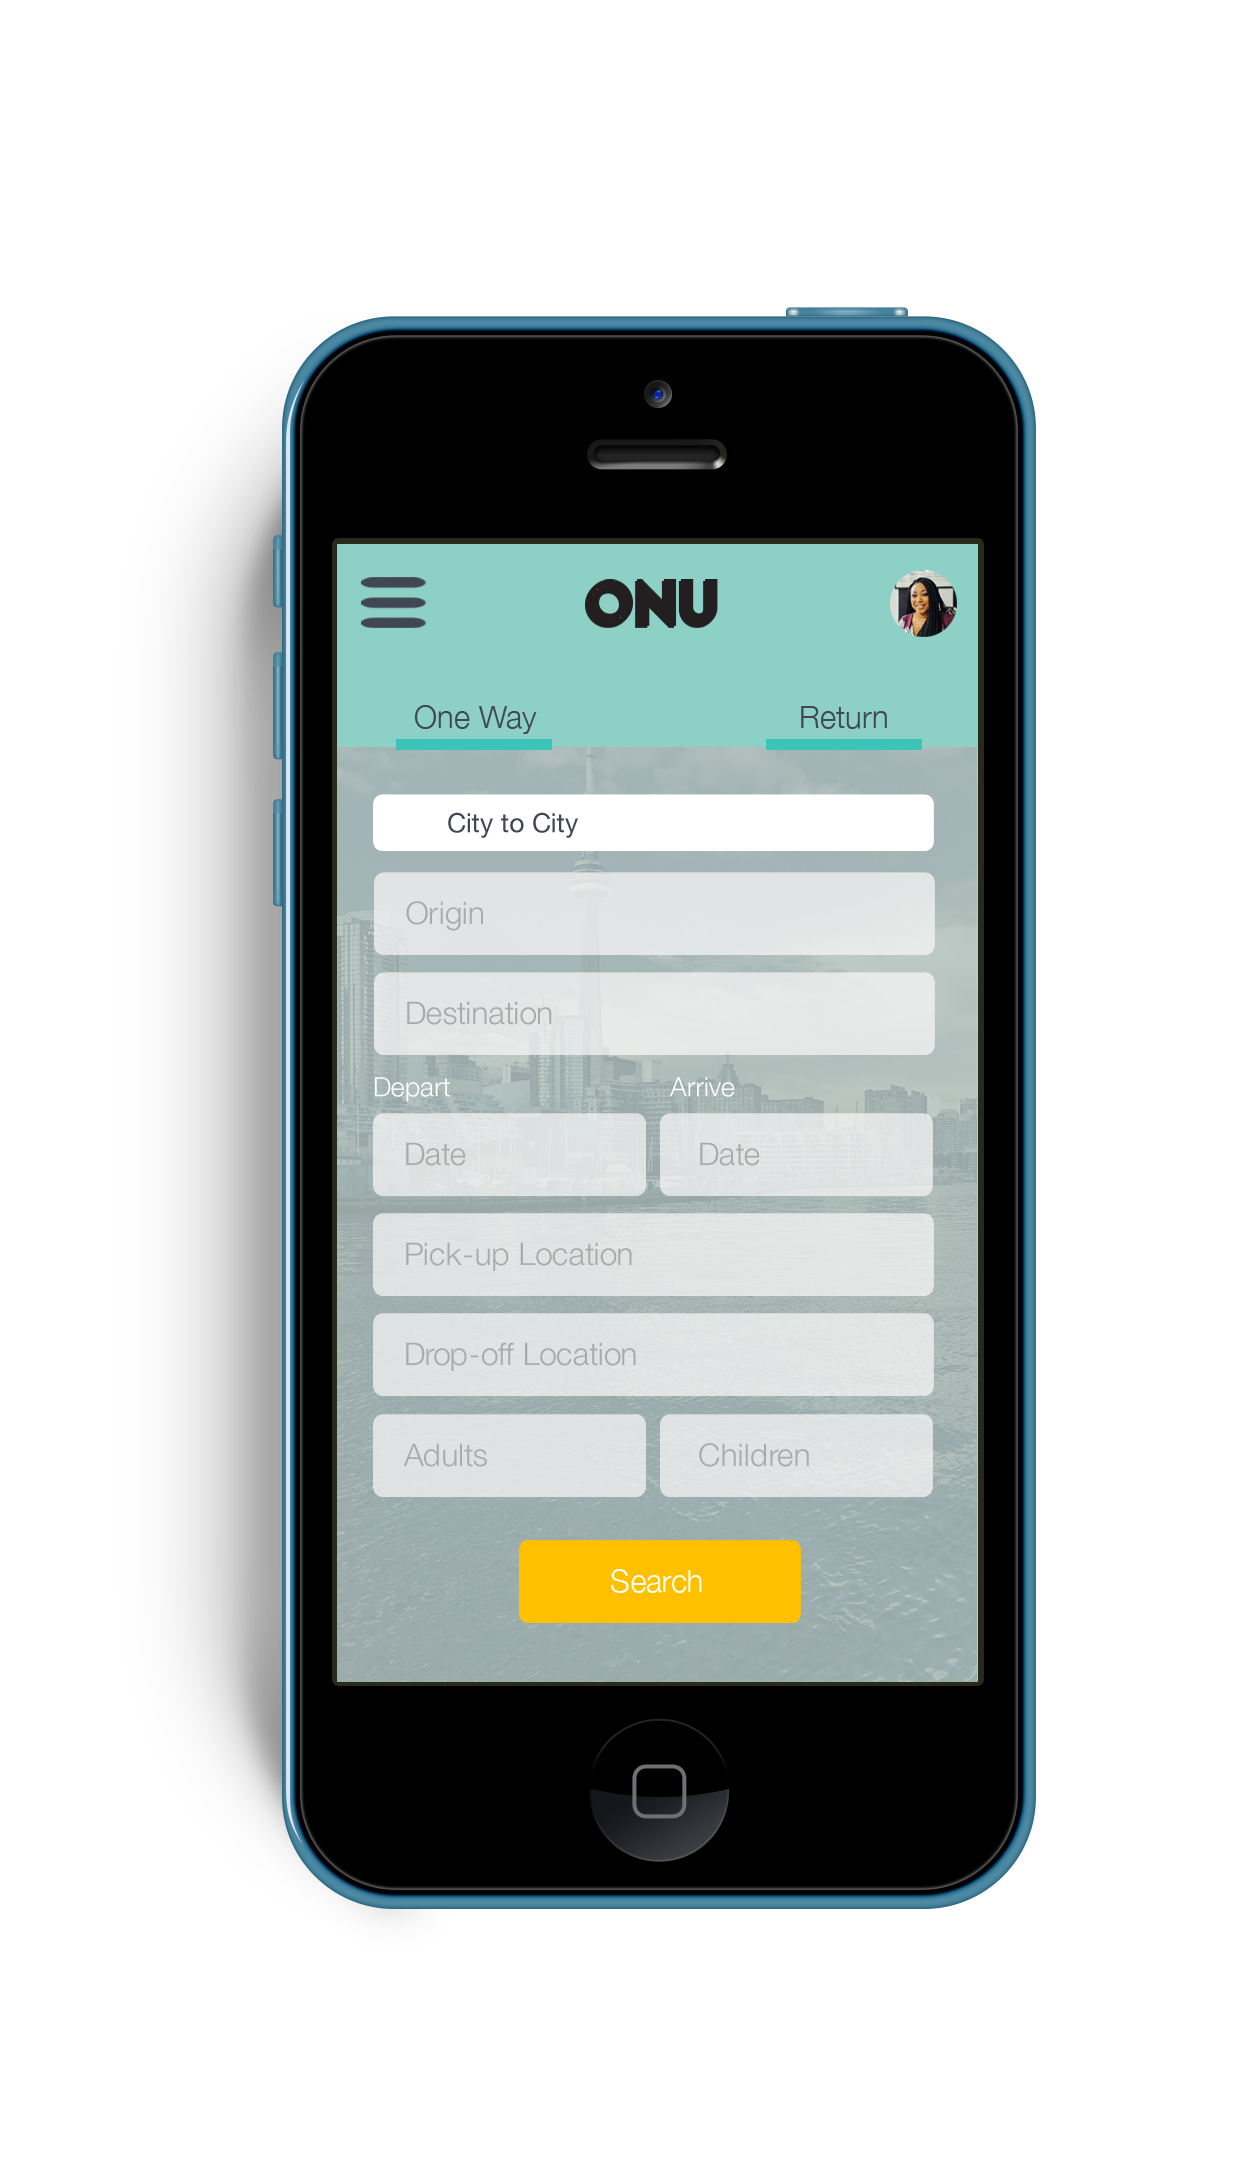 ONU
One Way Return
City to City
Origin
Destination
Depart Arrive
Date Date
Pick-up Location
Drop-off Location
Adults Children
Search